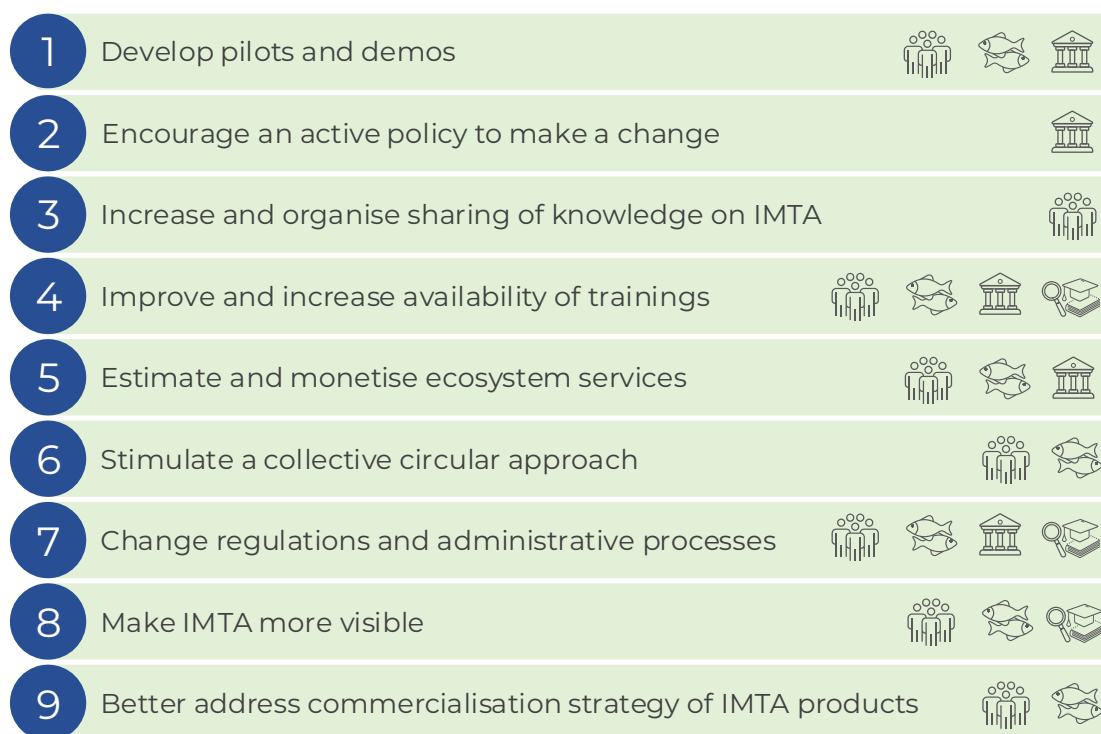 1 Develop pilots and demos
2 Encourage an active policy to make a change
3 Increase and organise sharing of knowledge on IMTA
4 Improve and increase availability of trainings
5 Estimate and monetise ecosystem services
6 Stimulate a collective circular approach
7 Change regulations and administrative processes
8 Make IMTA more visible
9 Better address commercialisation strategy of IMTA products